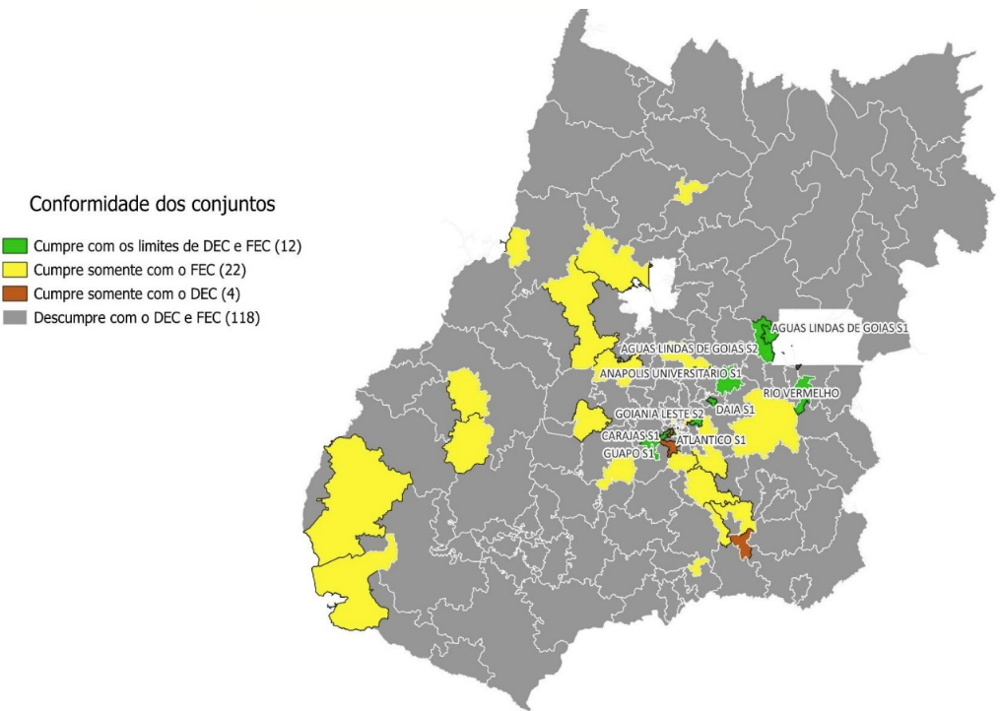 Conformidade dos conjuntos
Cumpre com os limites de DEC e FEC (12)
Cumpre somente com o FEC (22)
Cumpre somente com o DEC (4)
Descumpre com o DEC e FEC (118)
AGUAS LINDAS DE GOIAS S1
AGUAS LINDAS DE GOIAS S2
ANAPOLIS UNIVERSITARIO S1
RIO VERMELHO
DAIA S1
GOIANIA LESTE S2
CARAJAS S1
ATLANTICO S1
GUAPO S1